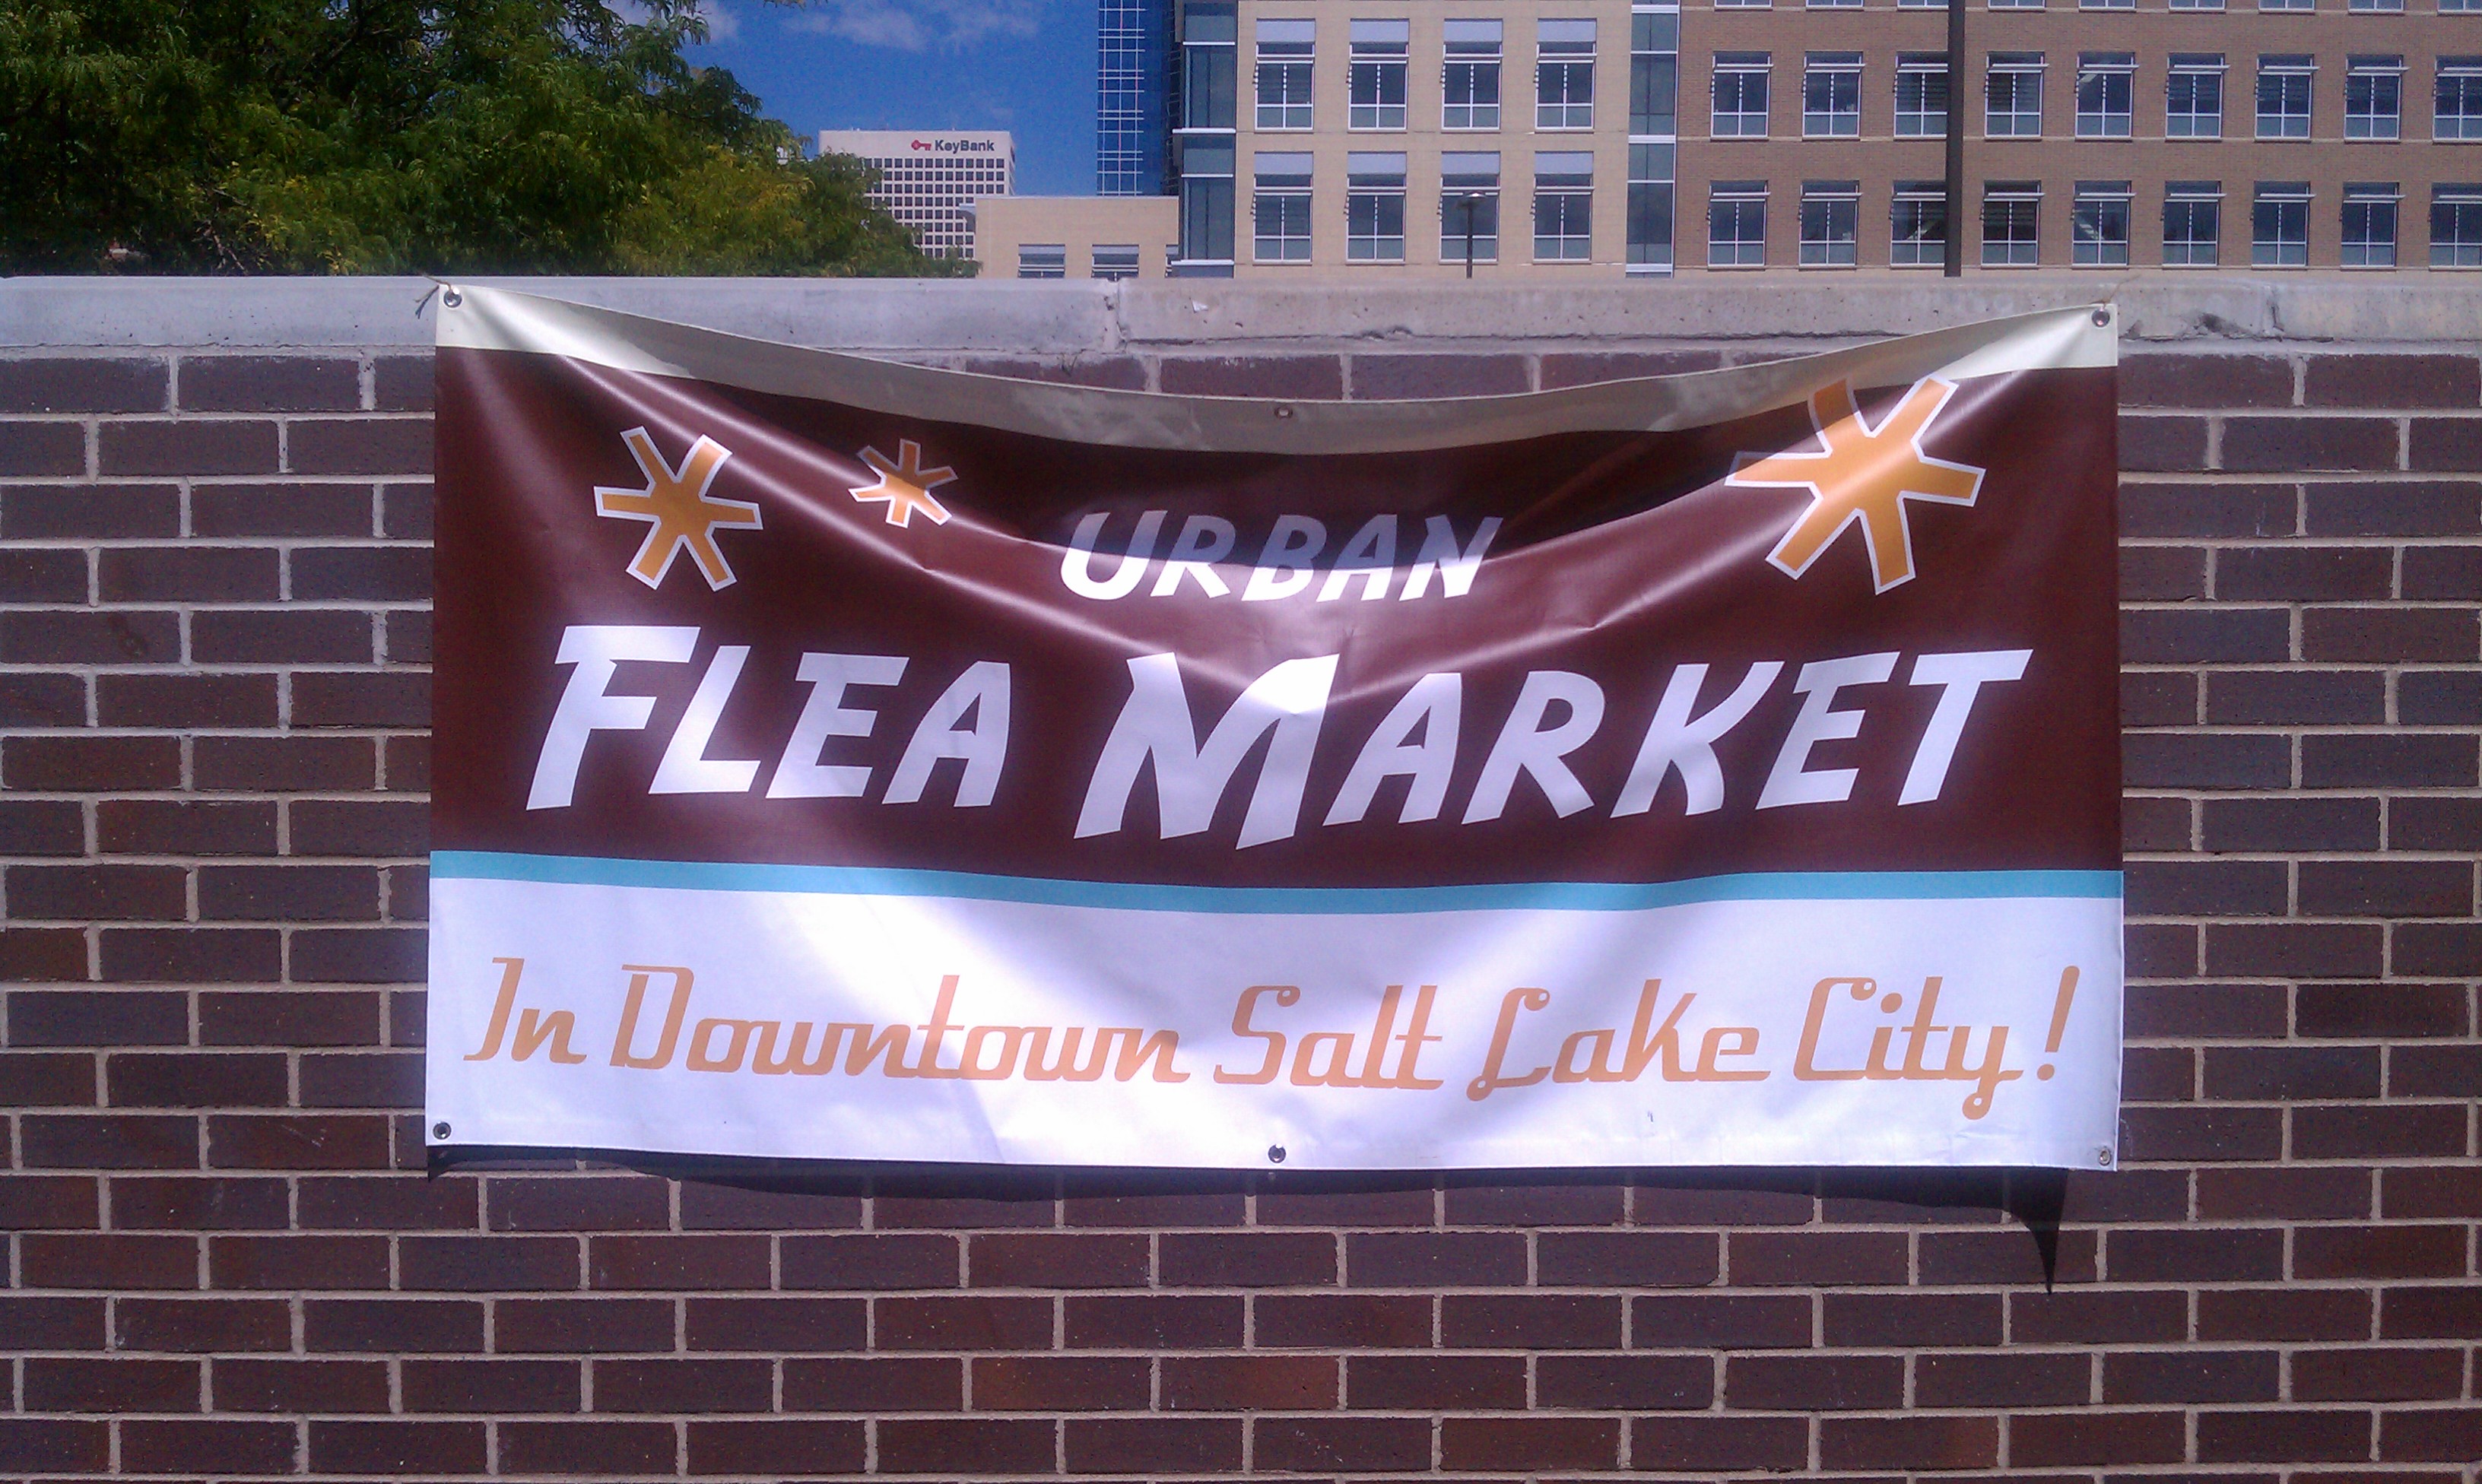 KeyBank
URBAN
FLEA MARKET
In Downtown Salt Lake City!